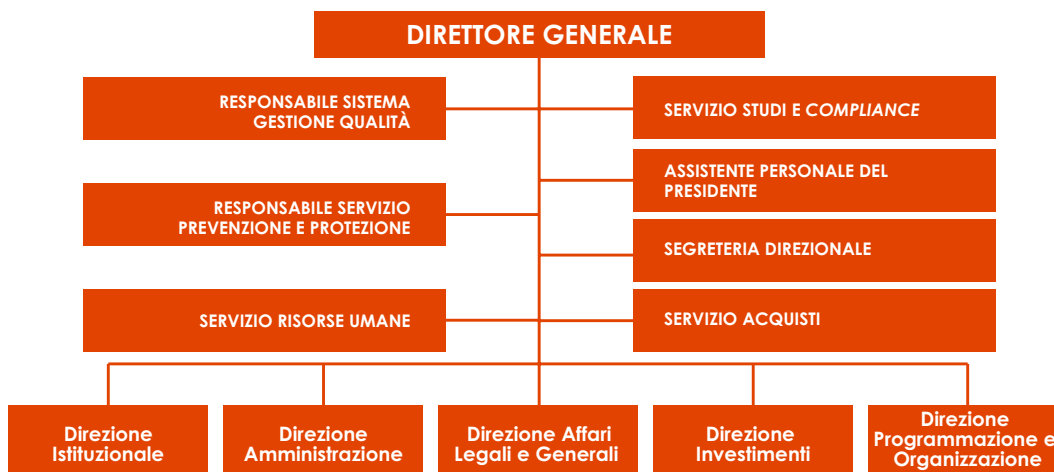 DIRETTORE GENERALE
RESPONSABILE SISTEMA
GESTIONE QUALITÀ
SERVIZIO STUDI E COMPLIANCE
ASSISTENTE PERSONALE DEL
PRESIDENTE
RESPONSABILE SERVIZIO
PREVENZIONE E PROTEZIONE
SEGRETERIA DIREZIONALE
SERVIZIO RISORSE UMANE
SERVIZIO ACQUISTI
Direzione
Istituzionale
Direzione
Amministrazione
Direzione Affari
Legali e Generali
Direzione
Investimenti
Direzione
Programmazione e
Organizzazione